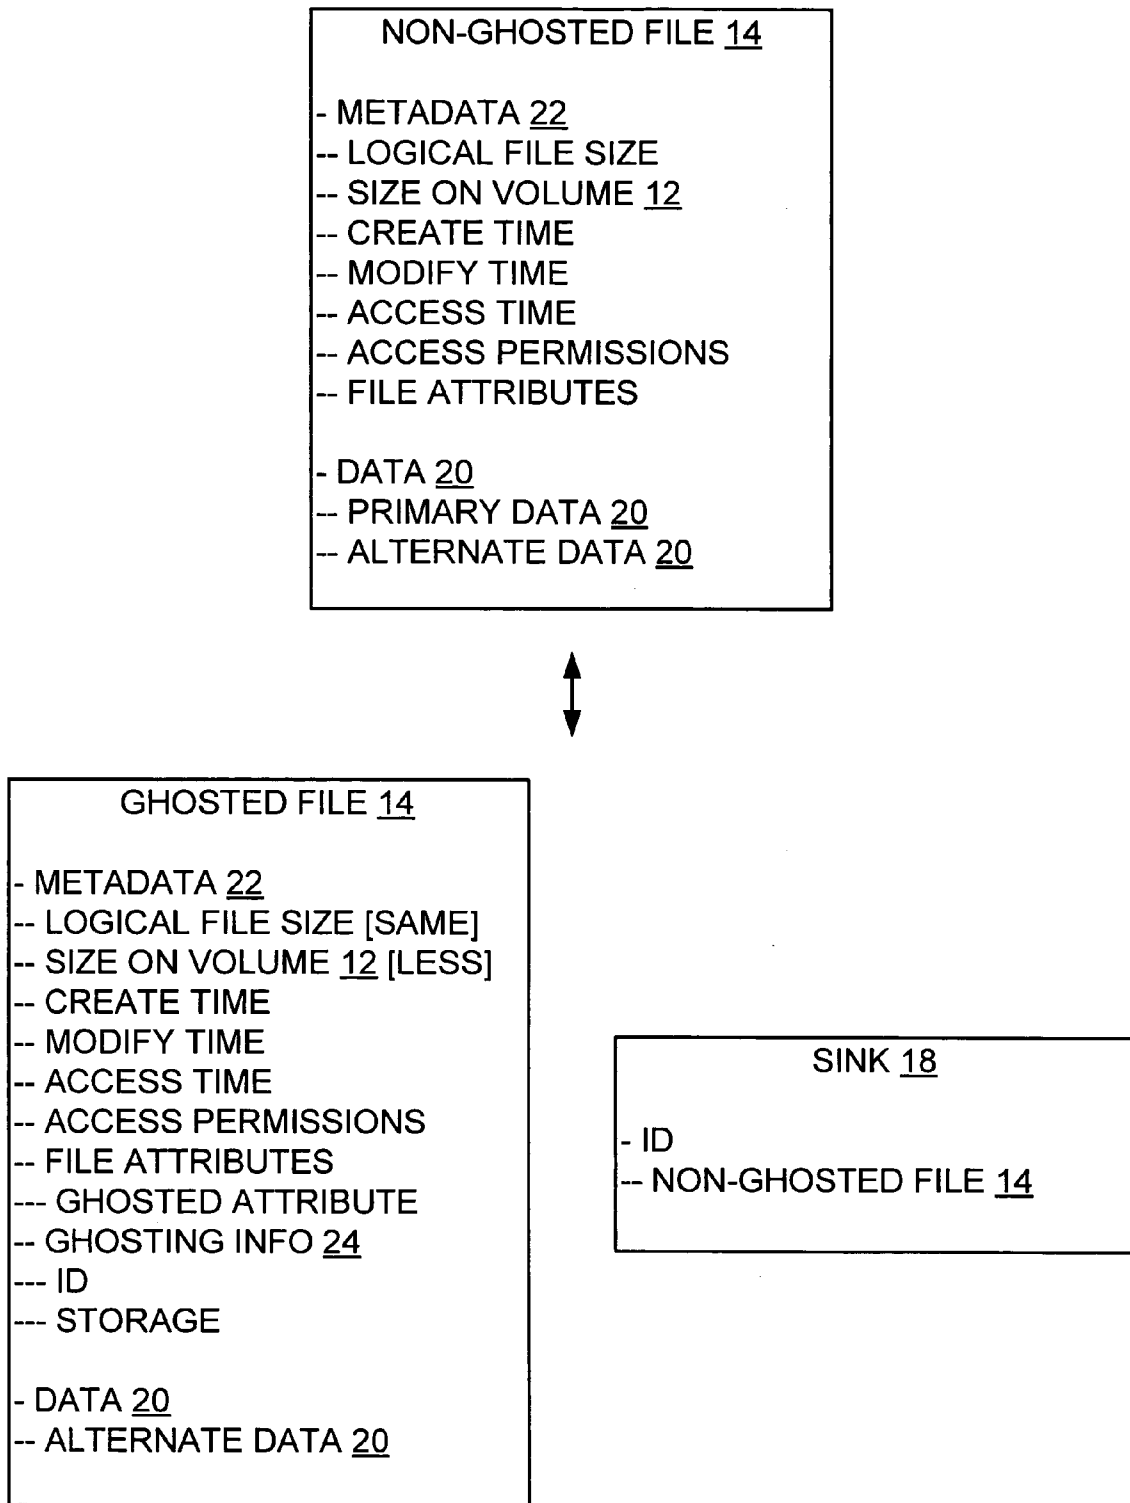 NON-GHOSTED FILE 14
- METADATA 22
-- LOGICAL FILE SIZE
-- SIZE ON VOLUME 12
-- CREATE TIME
-- MODIFY TIME
-- ACCESS TIME
-- ACCESS PERMISSIONS
-- FILE ATTRIBUTES
- DATA 20
-- PRIMARY DATA 20
-- ALTERNATE DATA 20
GHOSTED FILE 14
- METADATA 22
-- LOGICAL FILE SIZE [SAME]
-- SIZE ON VOLUME 12 [LESS]
-- CREATE TIME
-- MODIFY TIME
-- ACCESS TIME
-- ACCESS PERMISSIONS
-- FILE ATTRIBUTES
--- GHOSTED ATTRIBUTE
-- GHOSTING INFO 24
--- ID
--- STORAGE
- DATA 20
-- ALTERNATE DATA 20
SINK 18
- ID
-- NON-GHOSTED FILE 14